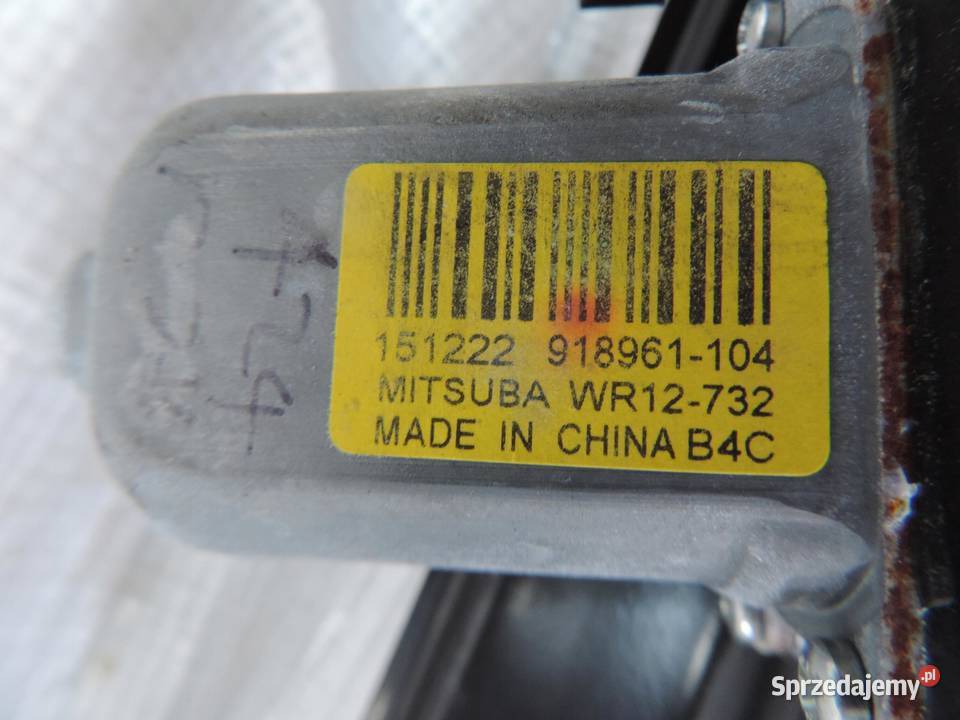 151222 918961-104
MITSUBA WR12-732
MADE IN CHINA B4C
Sprzedajemy.pl